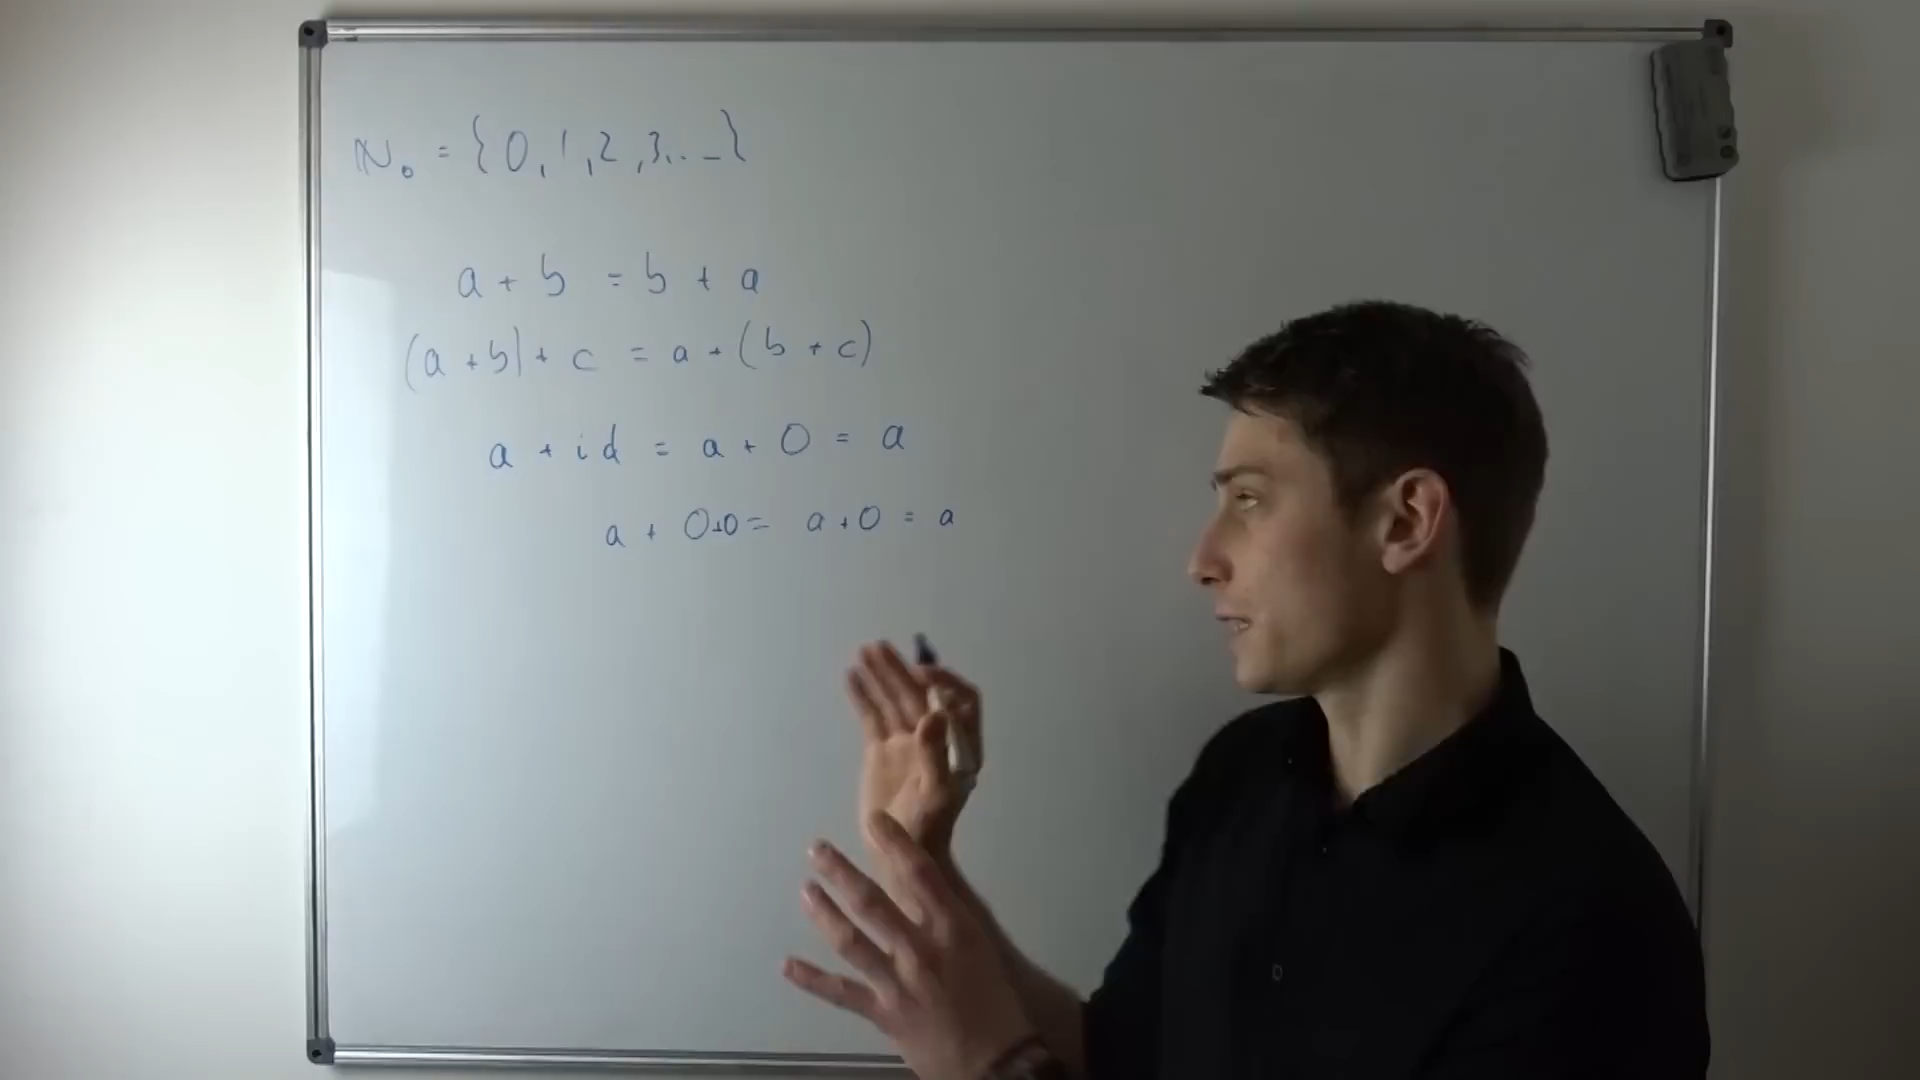 ℕ₀ = {0, 1, 2, 3, . . _}
a + b = b + a
(a + b) + c = a + (b + c)
a + id = a + 0 = a
a + 0+0 = a + 0 = a